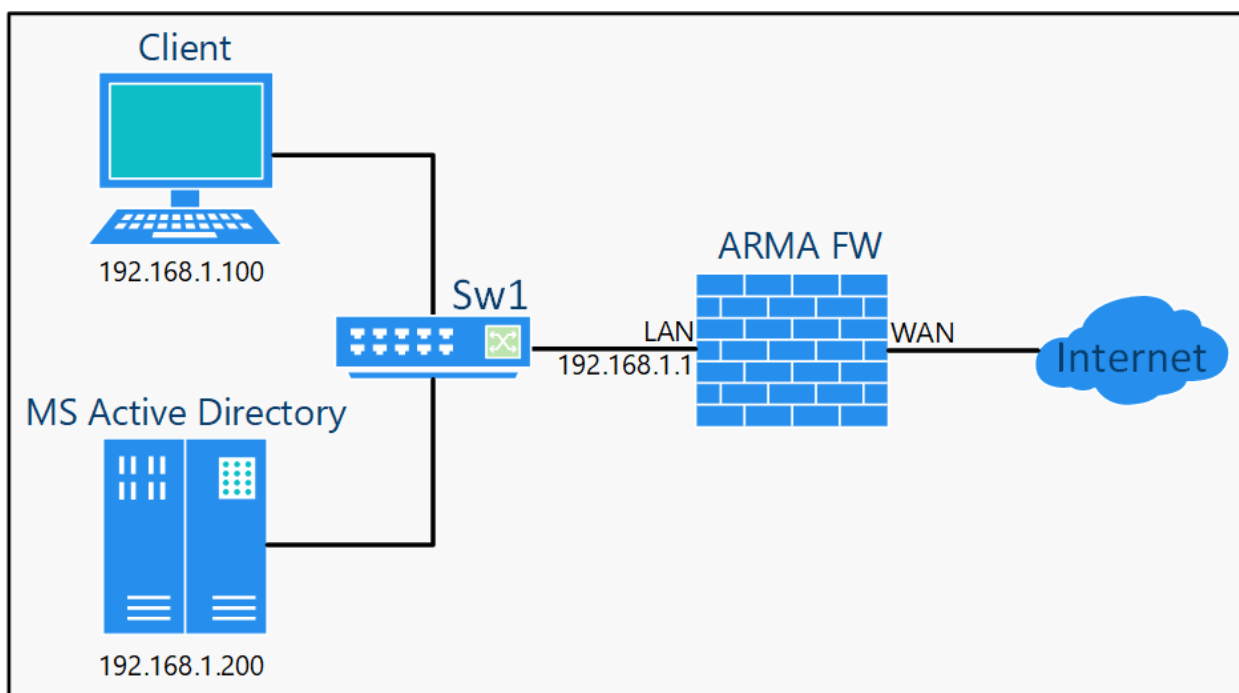 Client
192.168.1.100
Sw1
MS Active Directory
192.168.1.200
ARMA FW
LAN
192.168.1.1
WAN
Internet